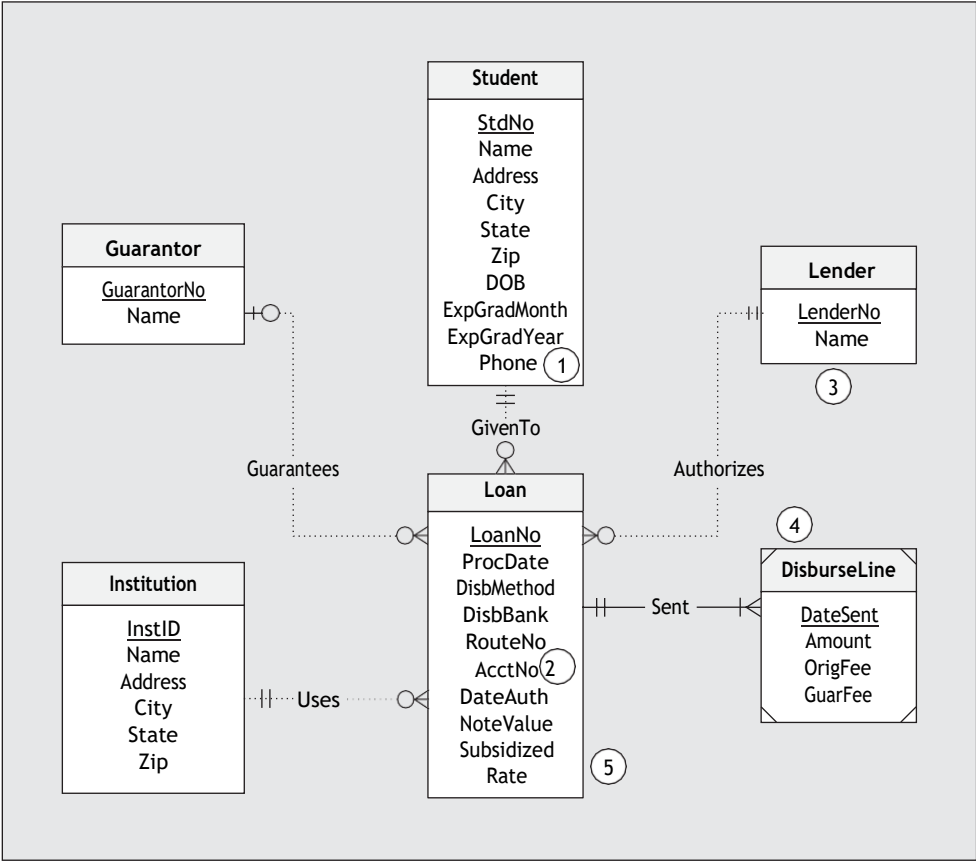 Student
StdNo
Name
Address
City
State
Zip
DOB
ExpGradMonth
ExpGradYear
Phone 1
Guarantor
GuarantorNo
Name
Lender
LenderNo
Name
3
GivenTo
Guarantees
Authorizes
Loan
LoanNo
ProcDate
DisbMethod
DisbBank
RouteNo
AcctNo 2
DateAuth
NoteValue
Subsidized
Rate
5
4
DisburseLine
DateSent
Amount
OrigFee
GuarFee
Sent
Institution
InstID
Name
Address
City
State
Zip
Uses